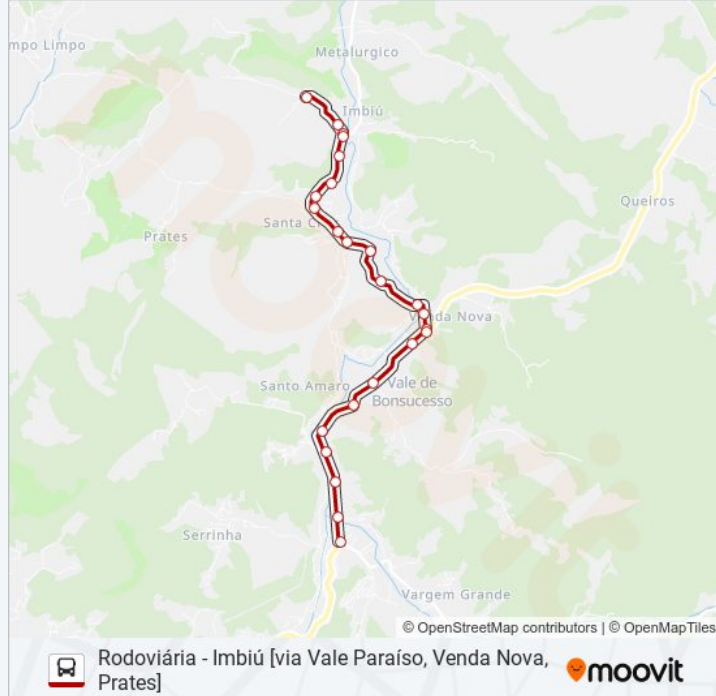 mpo Limpo
Metalurgico
Imbiú
Queiros
Santa C
Prates
Venda Nova
Santo Amaro
Vale de
Bonsucesso
Serrinha
Vargem Grande
moovit
© OpenStreetMap contributors | © OpenMapTiles
Rodoviária - Imbiú [via Vale Paraíso, Venda Nova,
Prates]
moovit